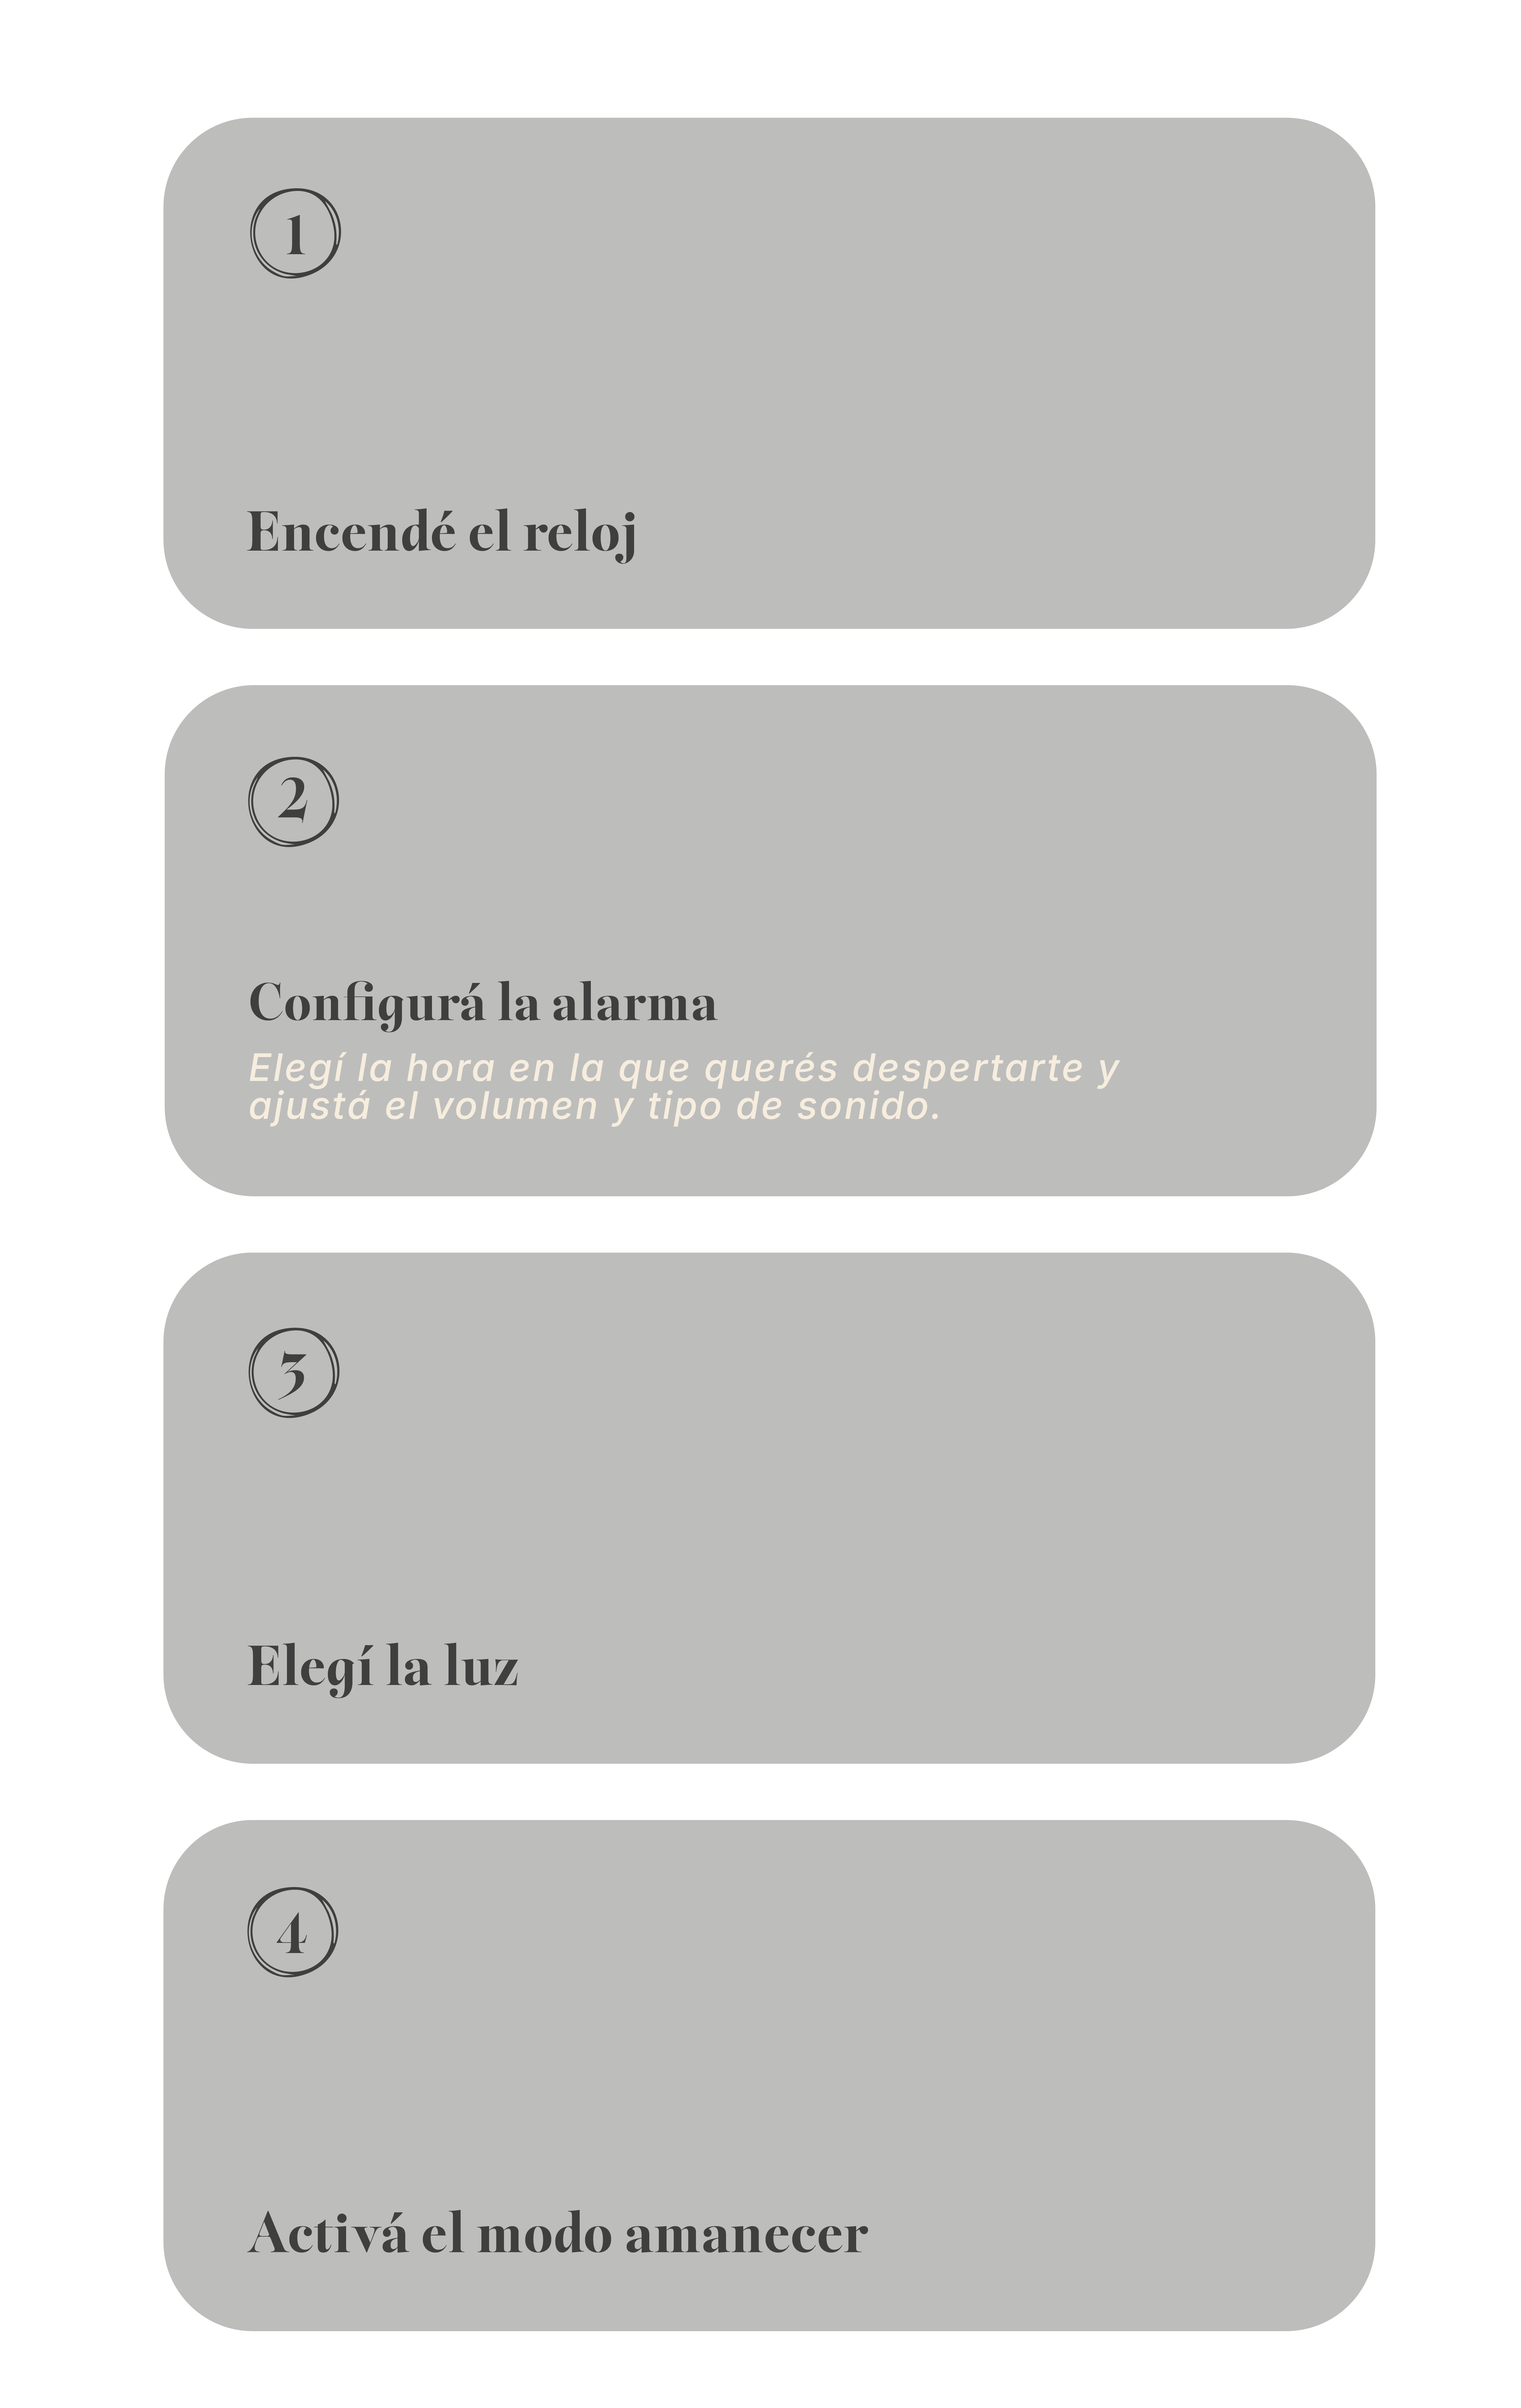 1
Encendé el reloj
2
Configurá la alarma
Elegí la hora en la que querés despertarte y
ajustá el volumen y tipo de sonido.
3
Elegí la luz
4
Activá el modo amanecer